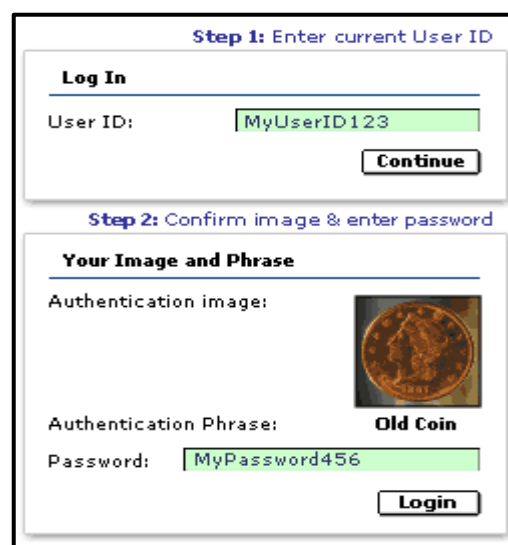 Step 1: Enter current User ID
Log In
User ID: MyUserID123
Continue
Step 2: Confirm image & enter password
Your Image and Phrase
Authentication image:
Authentication Phrase: Old Coin
Password: MyPassword456
Login